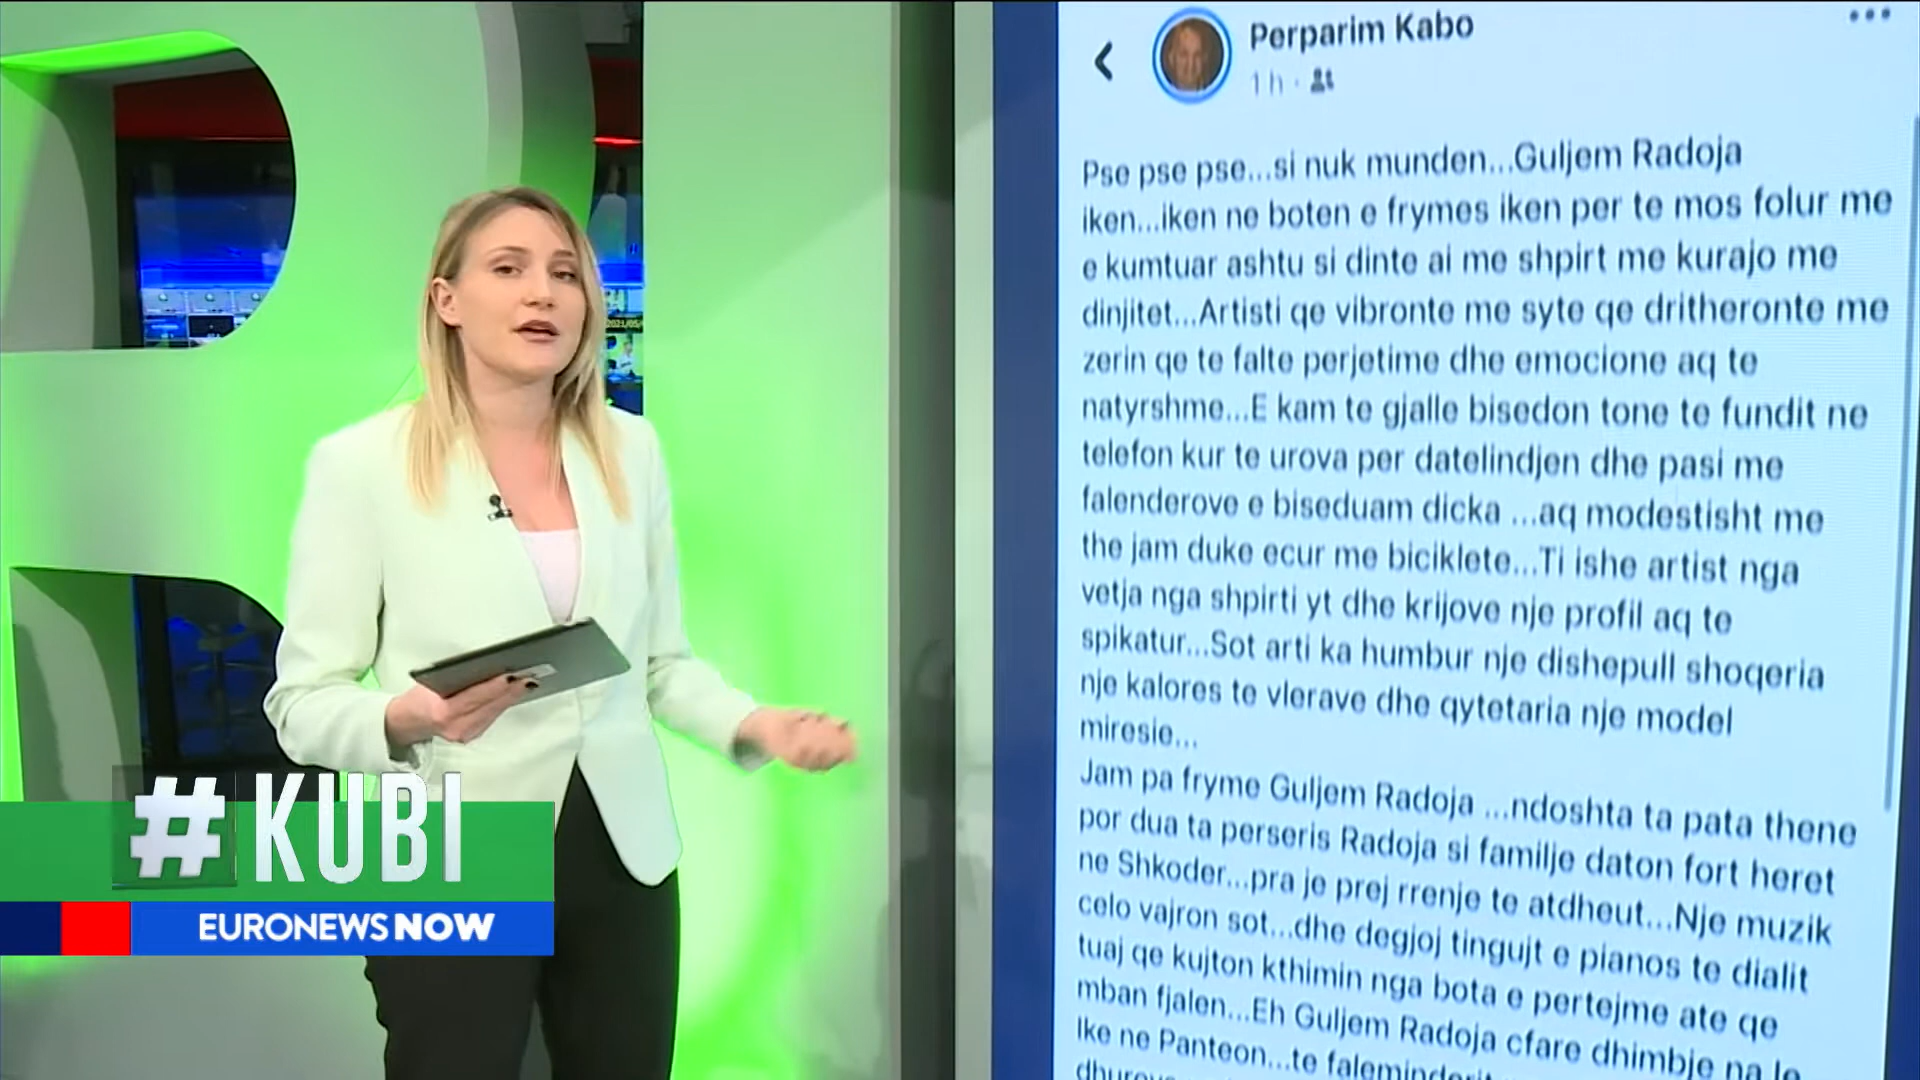 Perparim Kabo
1 h
Pse pse pse...si nuk munden...Guljem Radoja
iken...iken ne boten e frymes iken per te mos folur me
e kumtuar ashtu si dinte ai me shpirt me kurajo me
dinjitet...Artisti qe vibronte me syte qe dritheronte me
zerin qe te falte perjetime dhe emocione aq te
natyrshme...E kam te gjalle bisedon tone te fundit ne
telefon kur te urova per datelindjen dhe pasi me
falenderove e biseduam dicka ...aq modestisht me
the jam duke ecur me biciklete...Ti ishe artist nga
vetja nga shpirti yt dhe krijove nje profil aq te
spikatur...Sot arti ka humbur nje dishepull shoqeria
nje kalores te vlerave dhe qytetaria nje model
miresie...
Jam pa fryme Guljem Radoja ...ndoshta ta pata thene
por dua ta perseris Radoja si familje daton fort heret
ne Shkoder...pra je prej rrenje te atdheut...Nje muzik
celo vajron sot...dhe degjoj tingujt e pianos te dialit
tuaj qe kujton kthimin nga bota e pertejme ate qe
mban fjalen...Eh Guljem Radoja cfare dhimbje na le
Ike ne Panteon...te
#KUBI
EURONEWS NOW